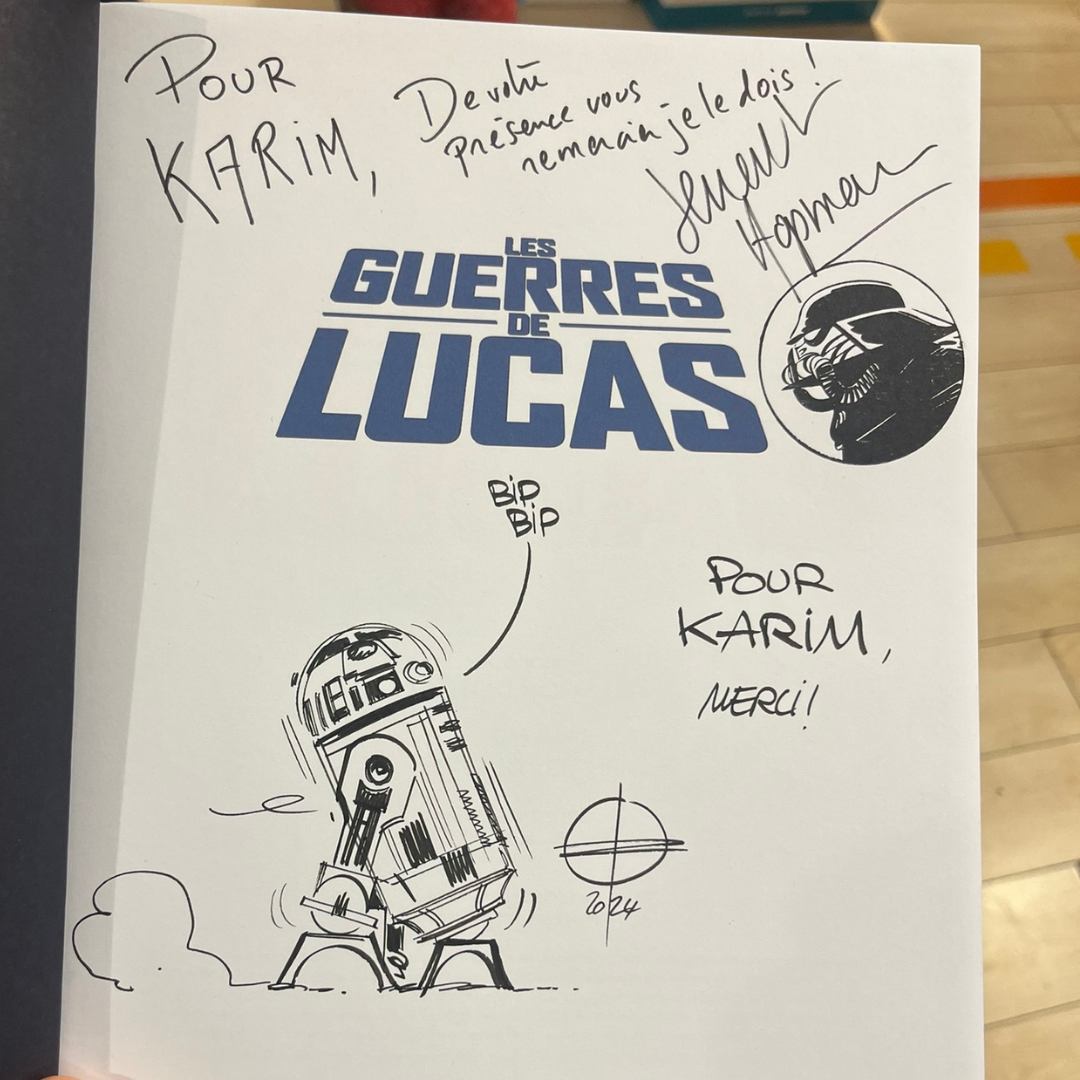 POUR
KARIM,
De votre
présence vous
remercier je le dois !
LES
GUERRES
DE
LUCAS
BIP
BIP
POUR
KARIM,
MERCI!
2024